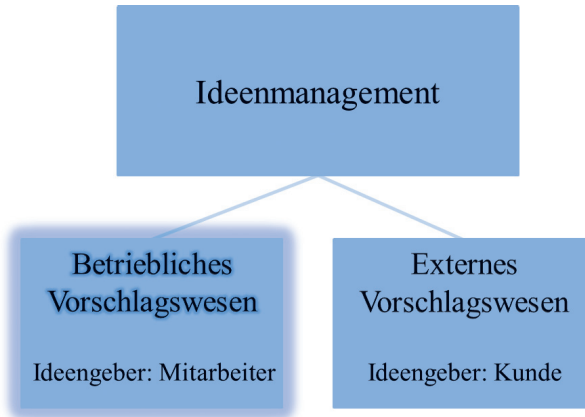 Ideenmanagement
Betriebliches
Vorschlagswesen
Ideengeber: Mitarbeiter
Externes
Vorschlagswesen
Ideengeber: Kunde